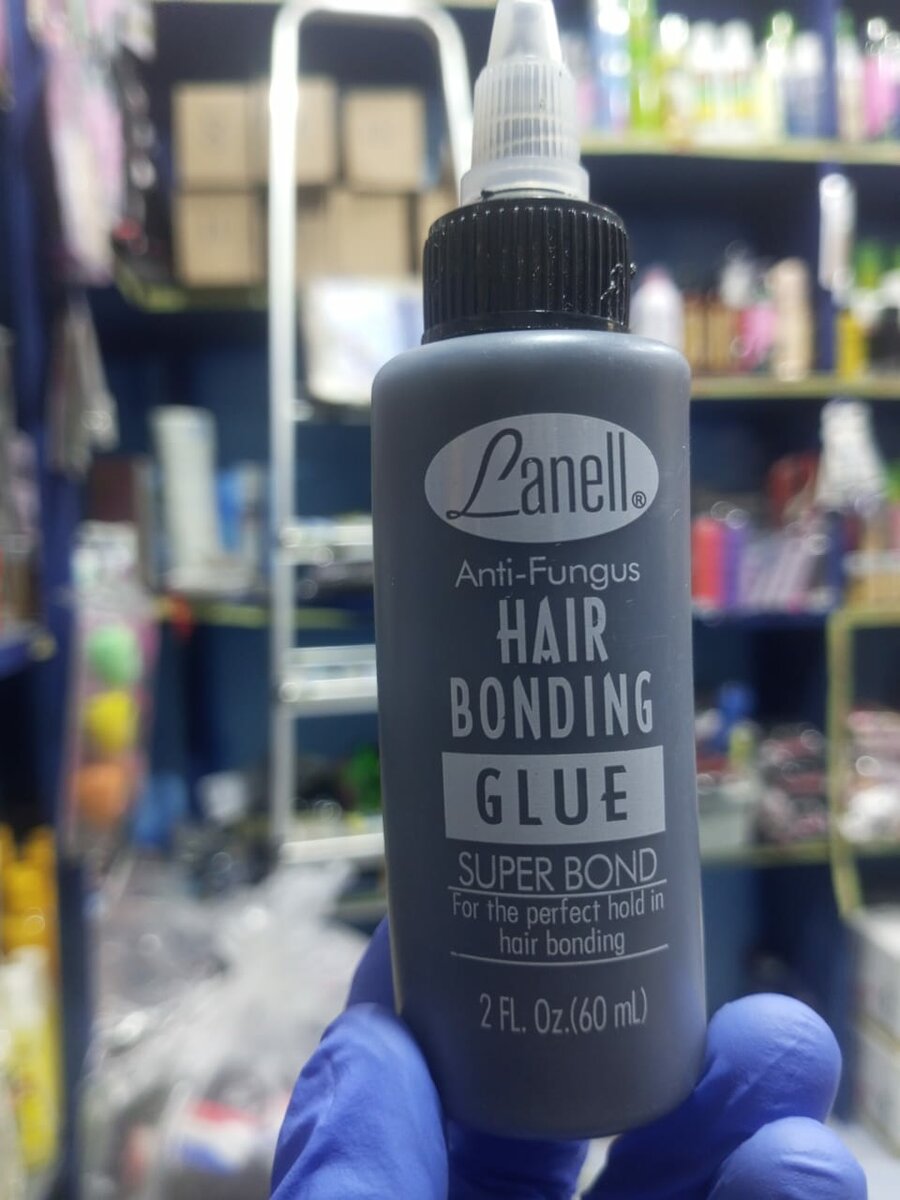 Lanell®
Anti-Fungus
HAIR
BONDING
GLUE
SUPER BOND
For the perfect hold in
hair bonding
2 FL. Oz.(60 mL)